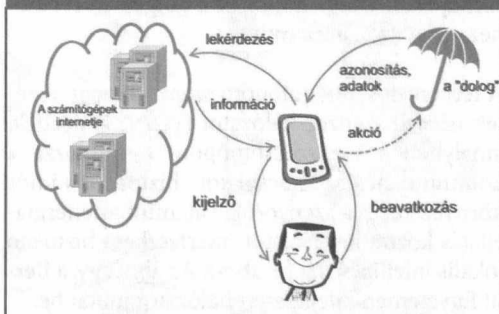 lekérdezés
azonosítás,
adatok
a "dolog"
A számítógépek
internetje
információ
akció
kijelző
beavatkozás